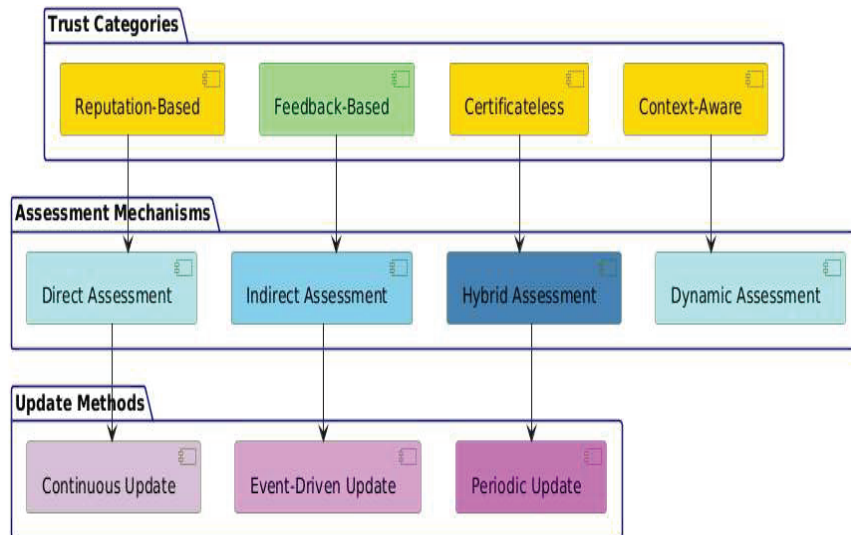 Trust Categories
Reputation-Based Feedback-Based Certificateless Context-Aware
Assessment Mechanisms
Direct Assessment Indirect Assessment Hybrid Assessment Dynamic Assessment
Update Methods
Continuous Update Event-Driven Update Periodic Update